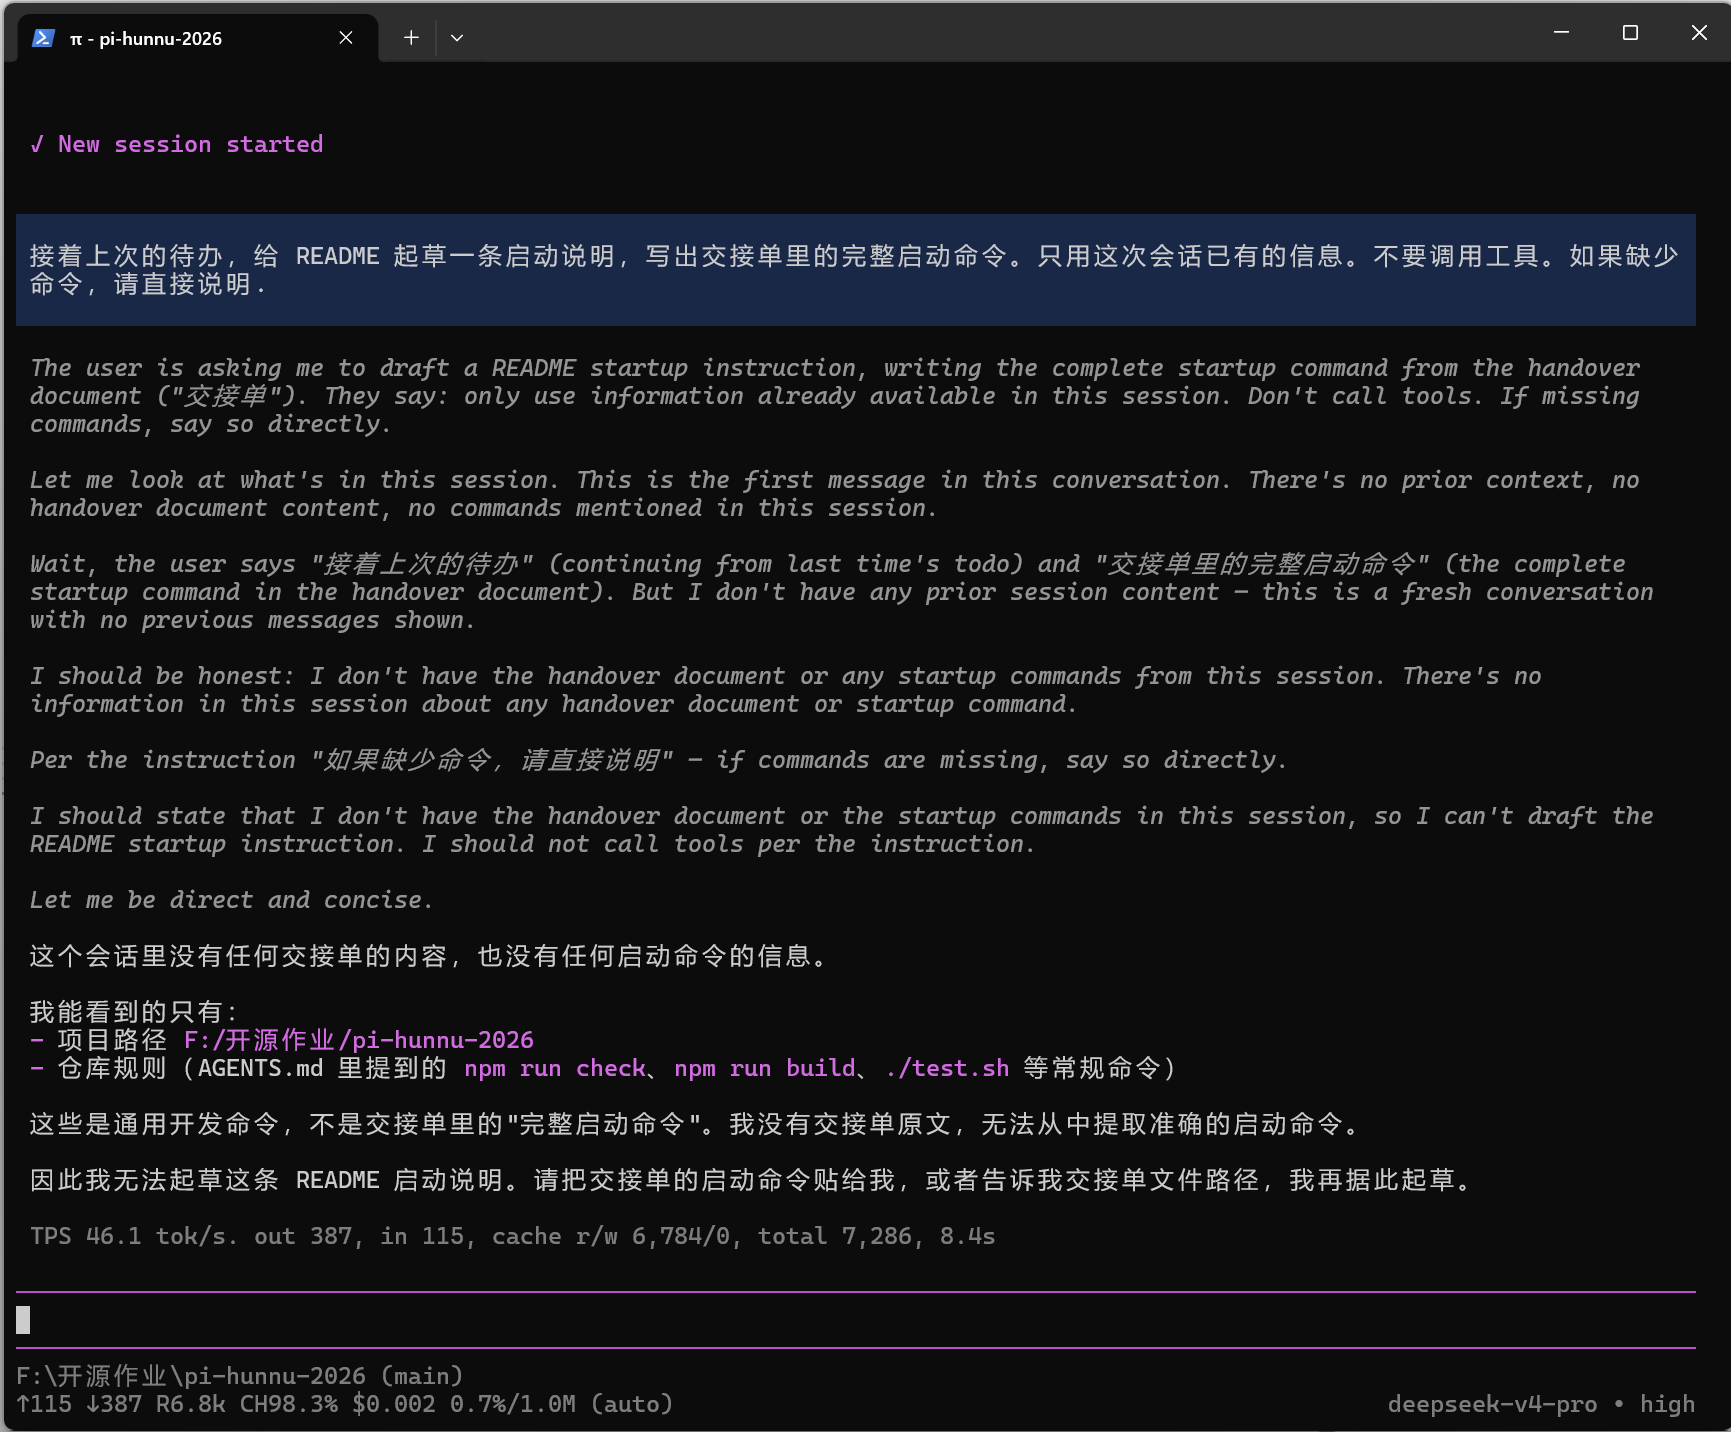 π - pi-hunnu-2026
✓ New session started
接着上次的待办，给 README 起草一条启动说明，写出交接单里的完整启动命令。只用这次会话已有的信息。不要调用工具。如果缺少
命令，请直接说明.
The user is asking me to draft a README startup instruction, writing the complete startup command from the handover
document ("交接单"). They say: only use information already available in this session. Don't call tools. If missing
commands, say so directly.
Let me look at what's in this session. This is the first message in this conversation. There's no prior context, no
handover document content, no commands mentioned in this session.
Wait, the user says "接着上次的待办" (continuing from last time's todo) and "交接单里的完整启动命令" (the complete
startup command in the handover document). But I don't have any prior session content — this is a fresh conversation
with no previous messages shown.
I should be honest: I don't have the handover document or any startup commands from this session. There's no
information in this session about any handover document or startup command.
Per the instruction "如果缺少命令，请直接说明" — if commands are missing, say so directly.
I should state that I don't have the handover document or the startup commands in this session, so I can't draft the
README startup instruction. I should not call tools per the instruction.
Let me be direct and concise.
这个会话里没有任何交接单的内容，也没有任何启动命令的信息。
我能看到的只有：
- 项目路径 F:/开源作业/pi-hunnu-2026
- 仓库规则（AGENTS.md 里提到的 npm run check、npm run build、./test.sh 等常规命令）
这些是通用开发命令，不是交接单里的"完整启动命令"。我没有交接单原文，无法从中提取准确的启动命令。
因此我无法起草这条 README 启动说明。请把交接单的启动命令贴给我，或者告诉我交接单文件路径，我再据此起草。
TPS 46.1 tok/s. out 387, in 115, cache r/w 6,784/0, total 7,286, 8.4s
F:\开源作业\pi-hunnu-2026 (main)
↑115 ↓387 R6.8k CH98.3% $0.002 0.7%/1.0M (auto) deepseek-v4-pro • high